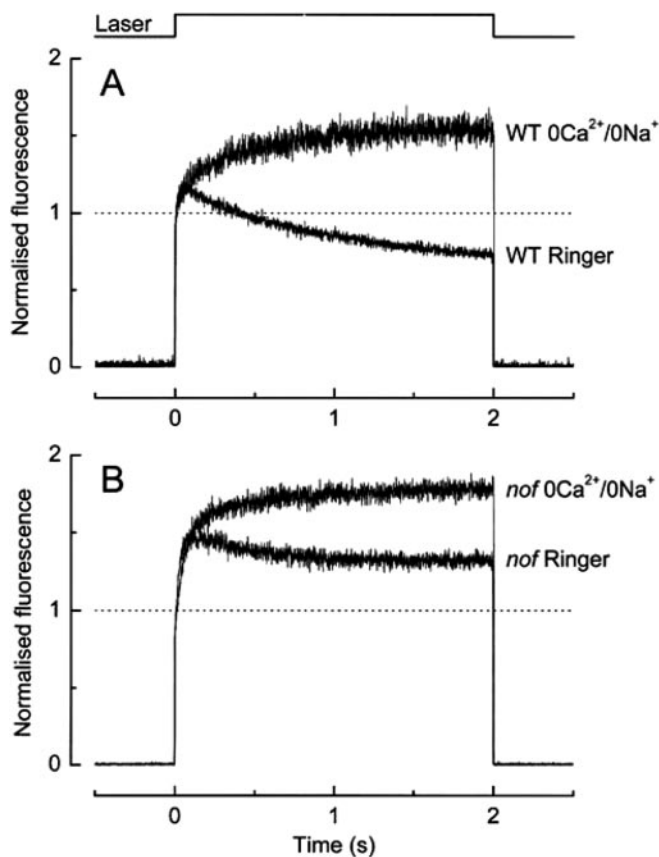 Laser
A
2
1
0
Normalised fluorescence
WT 0Ca²⁺/0Na⁺
WT Ringer
0 1 2
B
2
1
0
Normalised fluorescence
nof 0Ca²⁺/0Na⁺
nof Ringer
0 1 2
Time (s)